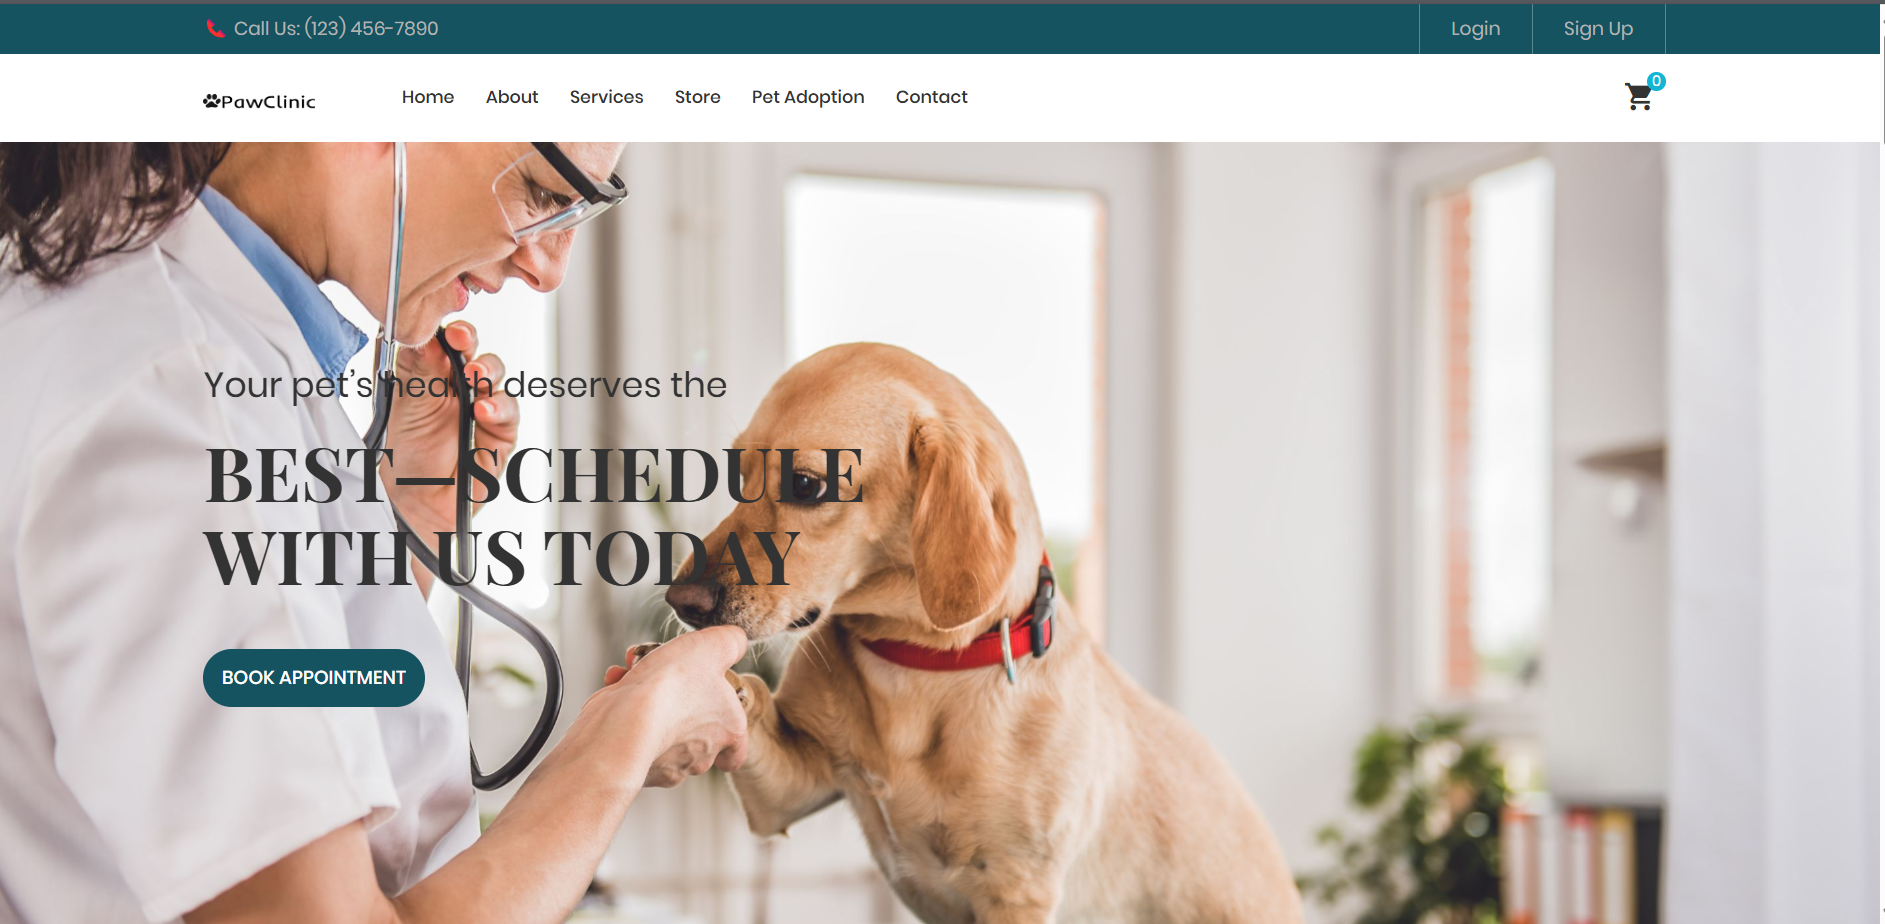 Call Us: (123) 456-7890
Login
Sign Up
PawClinic
Home
About
Services
Store
Pet Adoption
Contact
0
Your pet's health deserves the
BEST—SCHEDULE
WITH US TODAY
BOOK APPOINTMENT